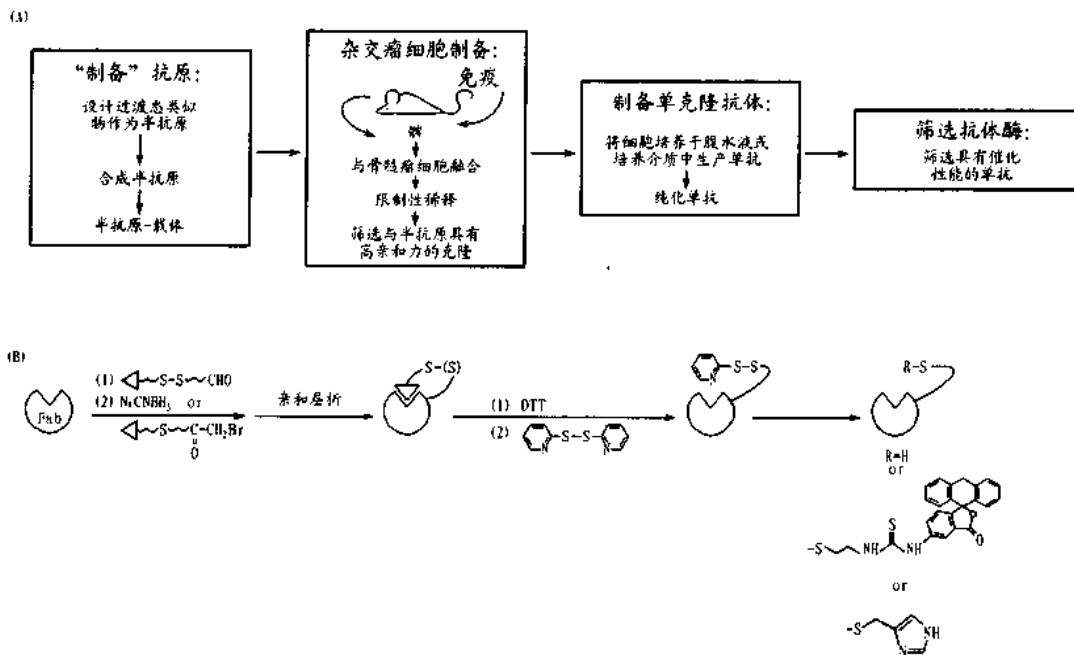 (A)
“制备”抗原：
设计过渡态类似
物作为半抗原
合成半抗原
半抗原-载体
杂交瘤细胞制备：
免疫
脾
与骨髓瘤细胞融合
限制性稀释
筛选与半抗原具有
高亲和力的克隆
制备单克隆抗体：
将细胞培养于腹水液或
培养介质中生产单抗
纯化单抗
筛选抗体酶：
筛选具有催化
性能的单抗
(B)
Fab
(1) S-S CHO
(2) NaCNBH3 or
S C CH2Br
O
亲和层析
S-(S)
(1) DTT
(2) N S-S N
N S-S
R-S
R=H
or
O
O
-S NH S NH
or
-S N NH